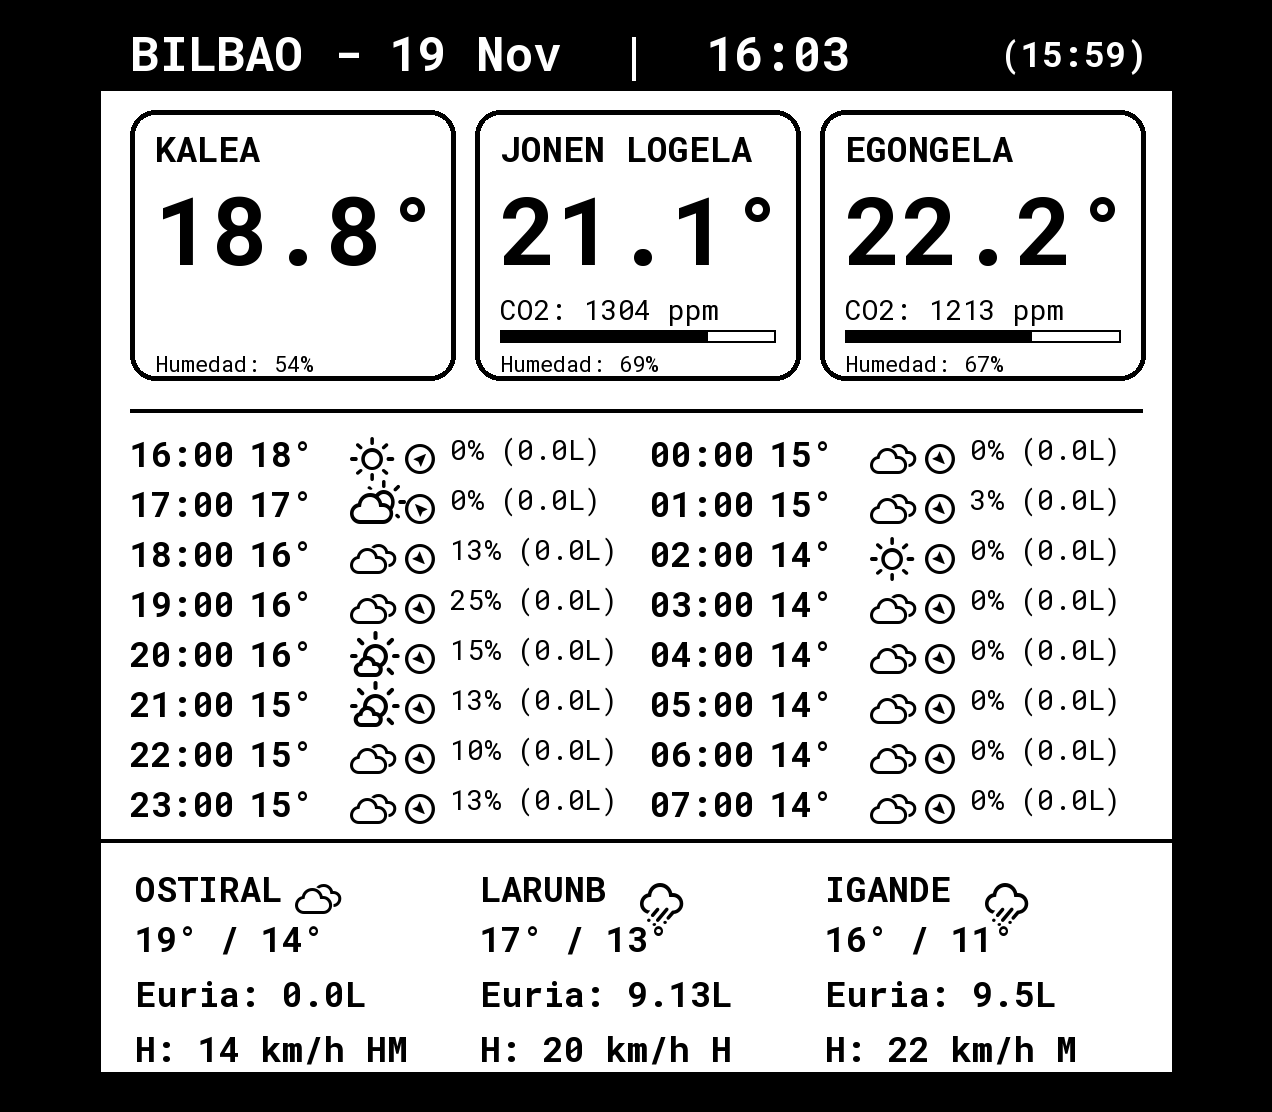 BILBAO - 19 Nov | 16:03 (15:59)
KALEA
18.8°
Humedad: 54%
JONEN LOGELA
21.1°
CO2: 1304 ppm
Humedad: 69%
EGONGELA
22.2°
CO2: 1213 ppm
Humedad: 67%
16:00 18° 0% (0.0L)
17:00 17° 0% (0.0L)
18:00 16° 13% (0.0L)
19:00 16° 25% (0.0L)
20:00 16° 15% (0.0L)
21:00 15° 13% (0.0L)
22:00 15° 10% (0.0L)
23:00 15° 13% (0.0L)
00:00 15° 0% (0.0L)
01:00 15° 3% (0.0L)
02:00 14° 0% (0.0L)
03:00 14° 0% (0.0L)
04:00 14° 0% (0.0L)
05:00 14° 0% (0.0L)
06:00 14° 0% (0.0L)
07:00 14° 0% (0.0L)
OSTIRAL
19° / 14°
Euria: 0.0L
H: 14 km/h HM
LARUNB
17° / 13°
Euria: 9.13L
H: 20 km/h H
IGANDE
16° / 11°
Euria: 9.5L
H: 22 km/h M